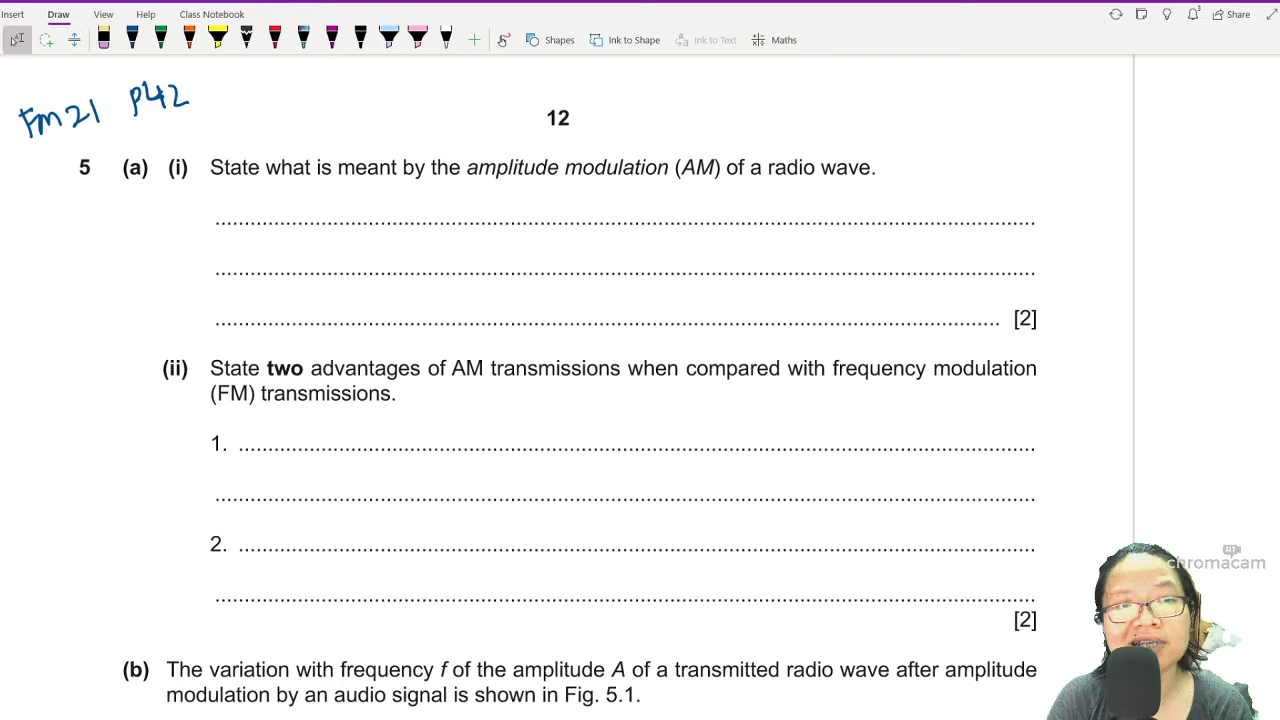 Insert Draw View Help Class Notebook
3 Share
Shapes Ink to Shape Ink to Text Maths
Fm21 P42
12
5 (a) (i) State what is meant by the amplitude modulation (AM) of a radio wave.
[2]
(ii) State two advantages of AM transmissions when compared with frequency modulation
(FM) transmissions.
1.
2.
[2]
chromacam
(b) The variation with frequency f of the amplitude A of a transmitted radio wave after amplitude
modulation by an audio signal is shown in Fig. 5.1.